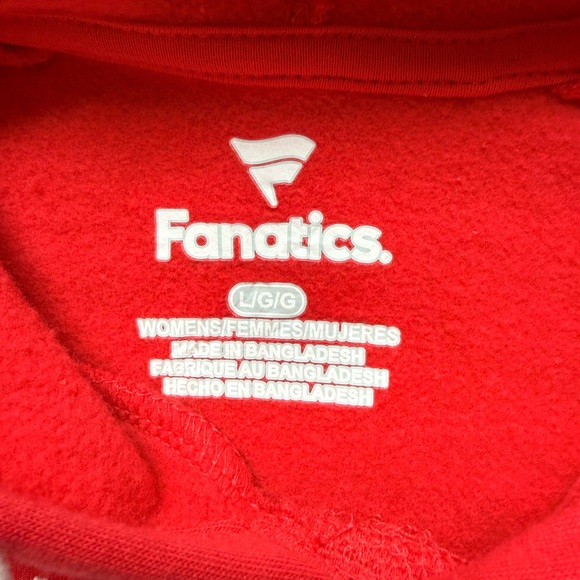 Fanatics.
L/G/G
WOMENS/FEMMES/MUJERES
MADE IN BANGLADESH
FABRIQUE AU BANGLADESH
HECHO EN BANGLADESH